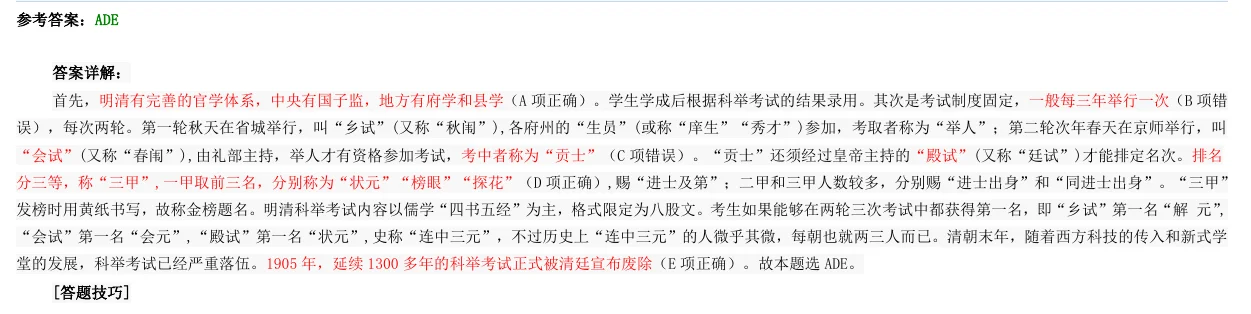 参考答案：ADE
答案详解：
首先，明清有完善的官学体系，中央有国子监，地方有府学和县学（A 项正确）。学生学成后根据科举考试的结果录用。其次是考试制度固定，一般每三年举行一次（B 项错
误），每次两轮。第一轮秋天在省城举行，叫“乡试”(又称“秋闱”),各府州的“生员”(或称“庠生”“秀才”)参加，考取者称为“举人”；第二轮次年春天在京师举行，叫
“会试”(又称“春闱”),由礼部主持，举人才有资格参加考试，考中者称为“贡士”（C 项错误）。“贡士”还须经过皇帝主持的“殿试”(又称“廷试”)才能排定名次。排名
分三等，称“三甲”,一甲取前三名，分别称为“状元”“榜眼”“探花”（D 项正确）,赐“进士及第”；二甲和三甲人数较多，分别赐“进士出身”和“同进士出身”。“三甲”
发榜时用黄纸书写，故称金榜题名。明清科举考试内容以儒学“四书五经”为主，格式限定为八股文。考生如果能够在两轮三次考试中都获得第一名，即“乡试”第一名“解 元”,
“会试”第一名“会元”,“殿试”第一名“状元”,史称“连中三元”，不过历史上“连中三元”的人微乎其微，每朝也就两三人而已。清朝末年，随着西方科技的传入和新式学
堂的发展，科举考试已经严重落伍。1905 年，延续 1300 多年的科举考试正式被清廷宣布废除（E 项正确）。故本题选 ADE。
[答题技巧]